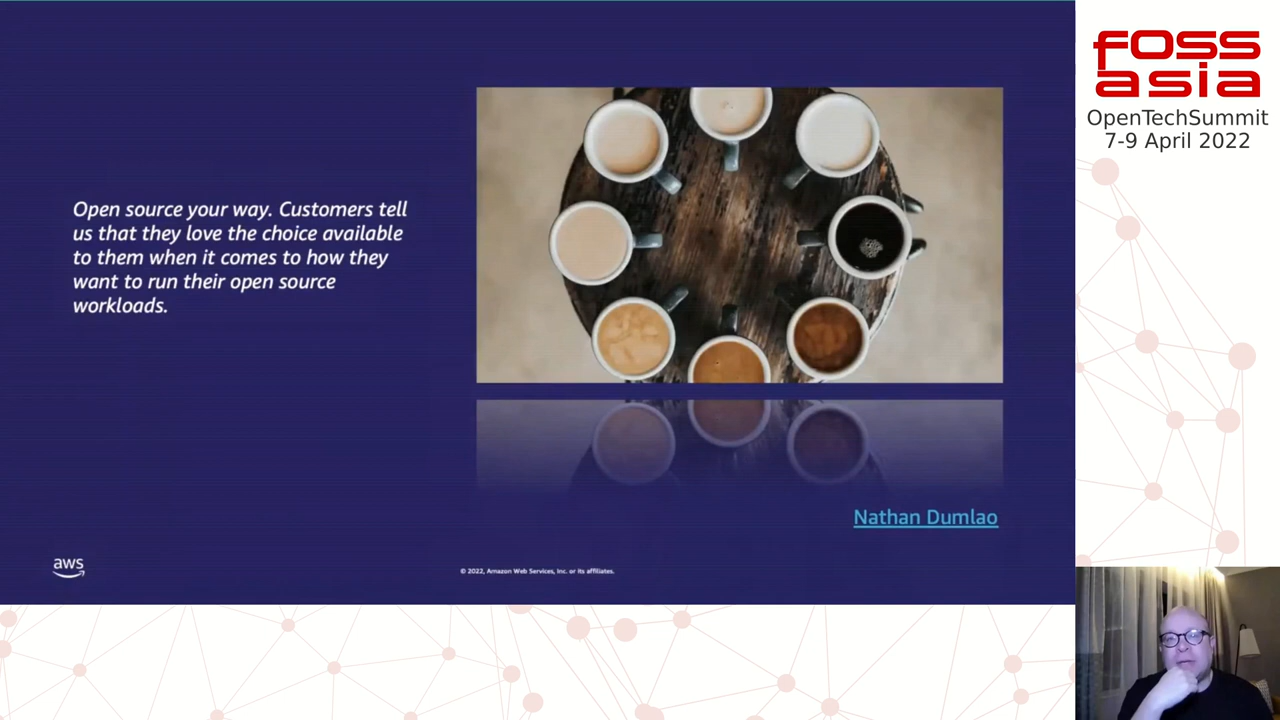 Open source your way. Customers tell
us that they love the choice available
to them when it comes to how they
want to run their open source
workloads.
Nathan Dumlao
aws
© 2022, Amazon Web Services, Inc. or its affiliates.
foss
asia
OpenTechSummit
7-9 April 2022